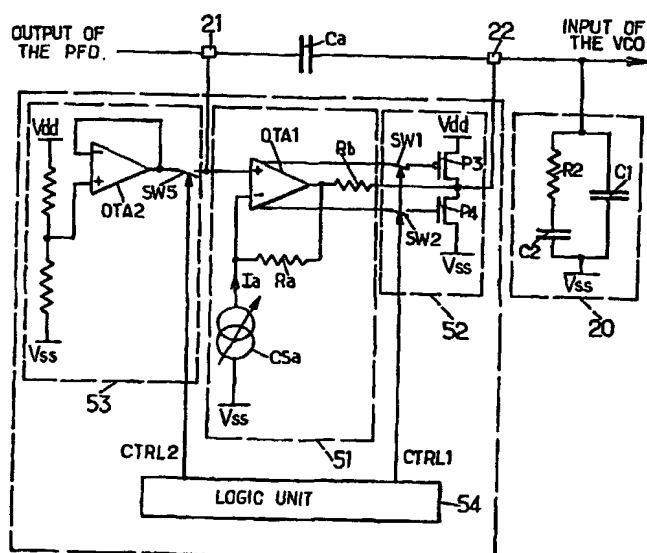 OUTPUT OF
THE PFD.
21
Ca
22
INPUT OF
THE VCO
Vdd
OTA2
SW5
Vss
53
OTA1
Rb
Ra
Ia
CSa
Vss
51
SW1
Vdd
P3
P4
SW2
Vss
52
R2
C1
C2
Vss
20
CTRL2
CTRL1
LOGIC UNIT
54
+
-
+
-